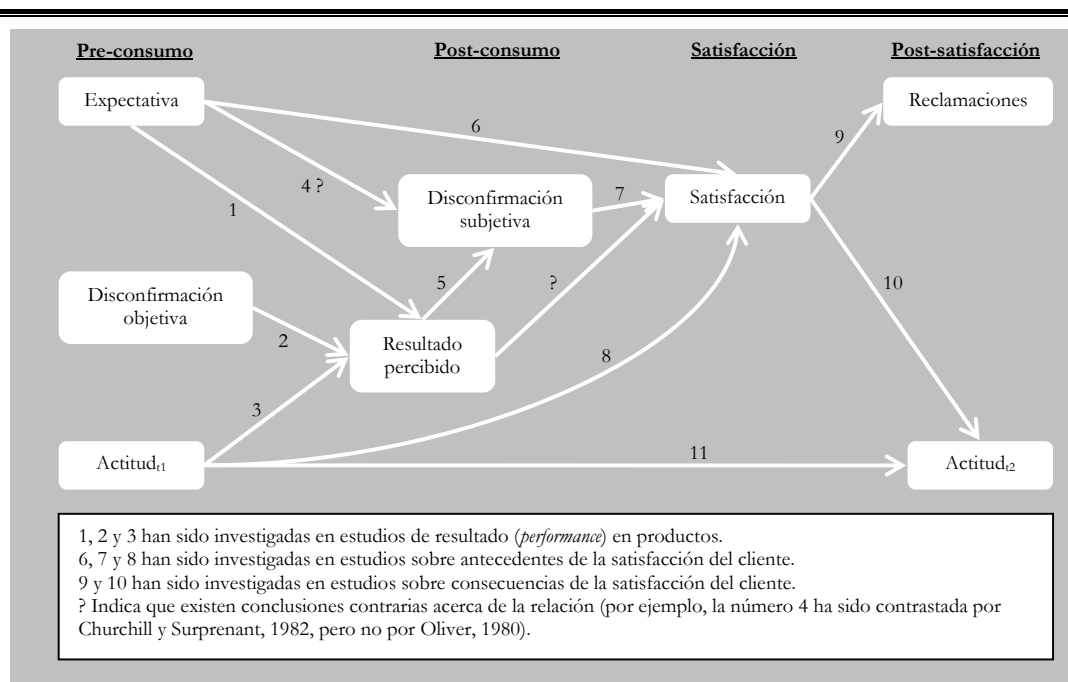 Pre-consumo
Post-consumo
Satisfacción
Post-satisfacción
Expectativa
Reclamaciones
6
9
4 ?
Disconfirmación
subjetiva
7
Satisfacción
1
5
?
10
Disconfirmación
objetiva
2
Resultado
percibido
8
3
Actitudt1
11
Actitudt2
1, 2 y 3 han sido investigadas en estudios de resultado (performance) en productos.
6, 7 y 8 han sido investigadas en estudios sobre antecedentes de la satisfacción del cliente.
9 y 10 han sido investigadas en estudios sobre consecuencias de la satisfacción del cliente.
? Indica que existen conclusiones contrarias acerca de la relación (por ejemplo, la número 4 ha sido contrastada por
Churchill y Surprenant, 1982, pero no por Oliver, 1980).